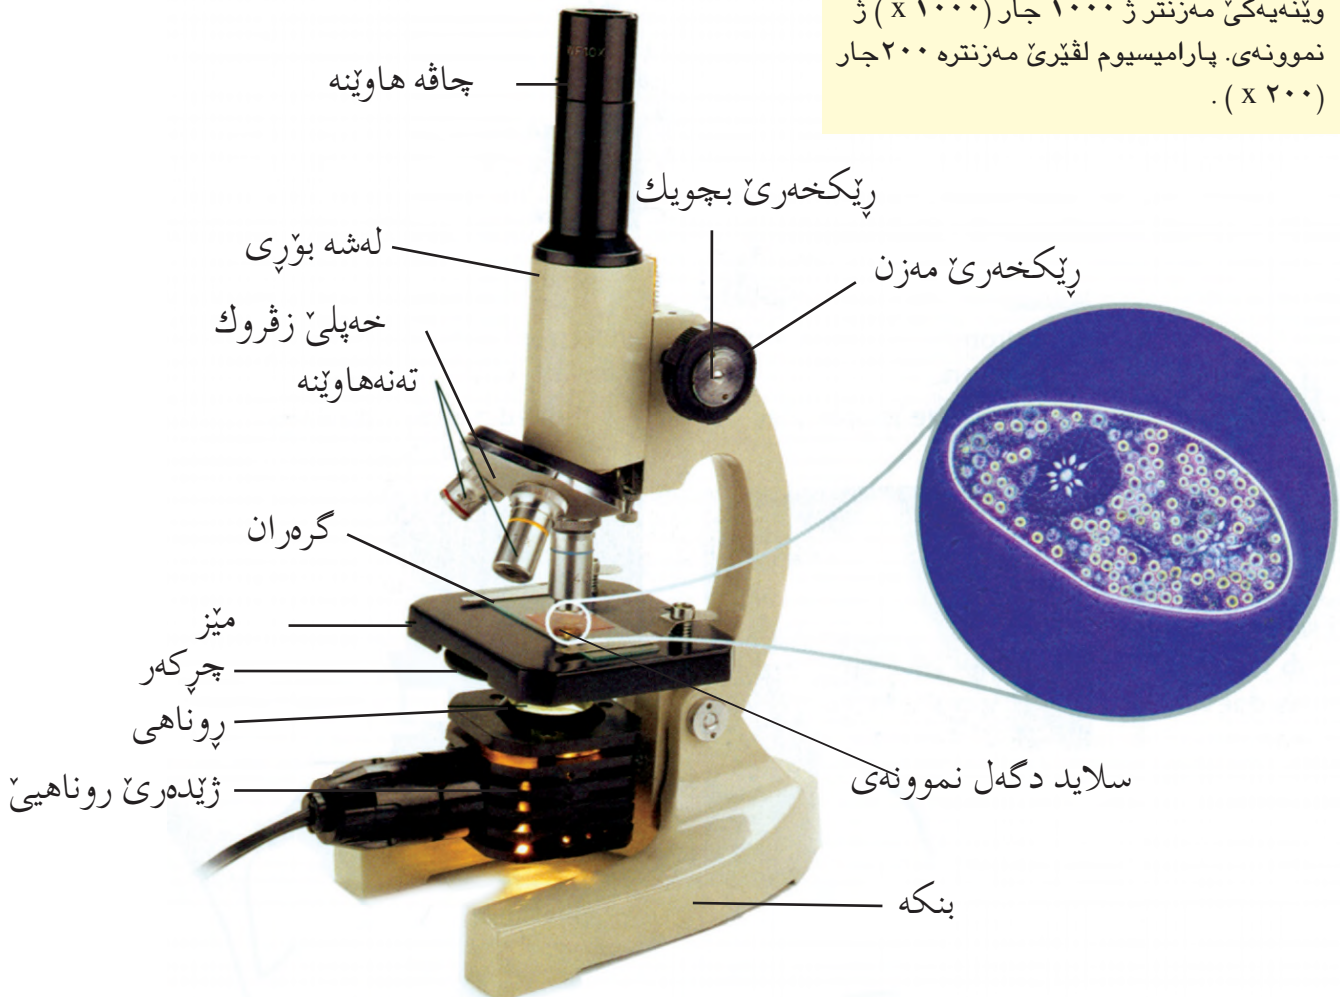 وێنەیەکێ مەزنتر ژ ١٠٠٠ جار (x ١٠٠٠) ژ
نموونەی. پارامیسیوم لڤێرێ مەزنترە ٢٠٠جار
(x ٢٠٠).
WF10X
چاڤە هاوێنە
ڕێکخەرێ بچویك
لەشە بۆڕی
ڕێکخەرێ مەزن
خەپلێ زڤروك
تەنەهاوێنە
گرەران
مێز
چڕکەر
ڕوناهی
ژێدەرێ روناهیێ
سلاید دگەل نموونەی
بنکە